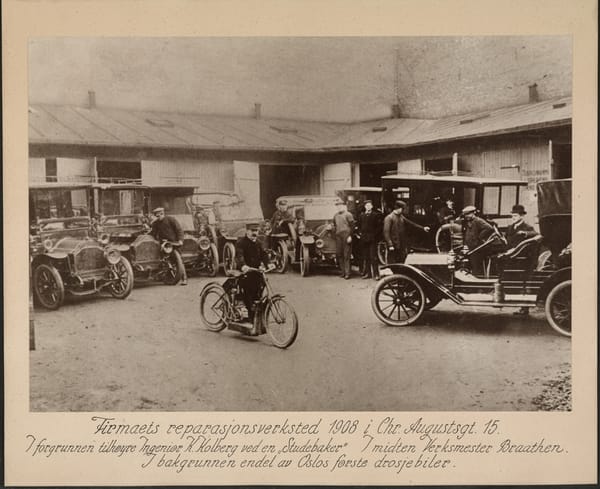 Firmaets reparasjonsverksted 1908 i Chr. Augustsgt. 15.
I forgrunnen tilhøyre Ingeniør K. Kolberg ved en „Studebaker" I midten Verksmester Braathen.
I bakgrunnen endel av Oslos første drosjebiler.